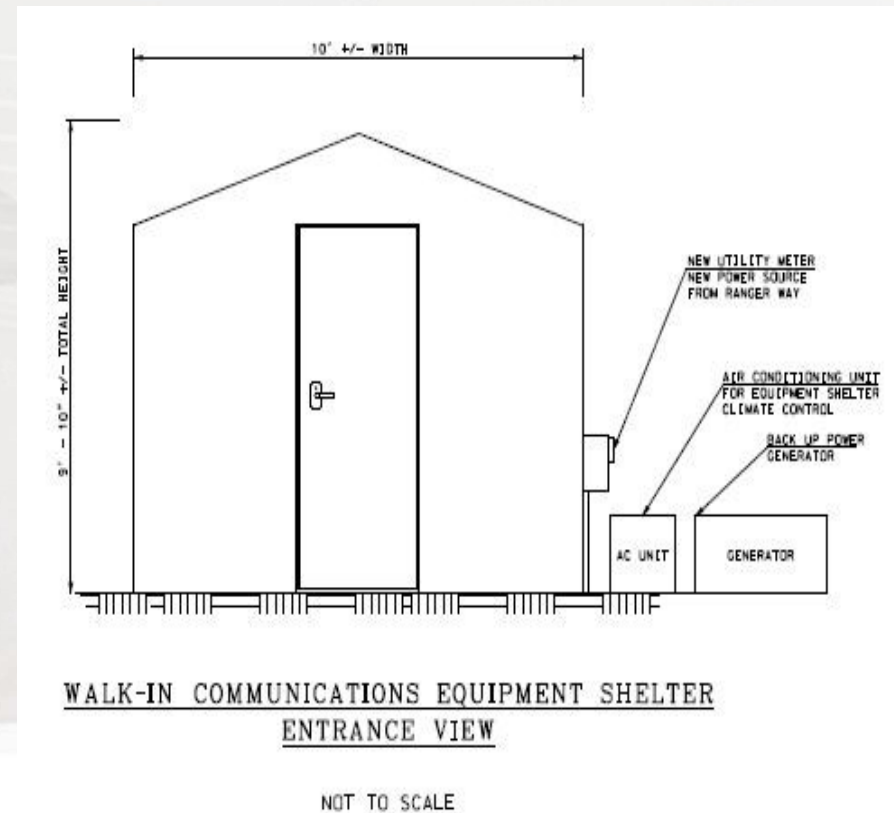 10' +/- WIDTH
9' - 10" +/- TOTAL HEIGHT
NEW UTILITY METER
NEW POWER SOURCE
FROM RANGER WAY
AIR CONDITIONING UNIT
FOR EQUIPMENT SHELTER
CLIMATE CONTROL
BACK UP POWER
GENERATOR
AC UNIT
GENERATOR
WALK-IN COMMUNICATIONS EQUIPMENT SHELTER
ENTRANCE VIEW
NOT TO SCALE